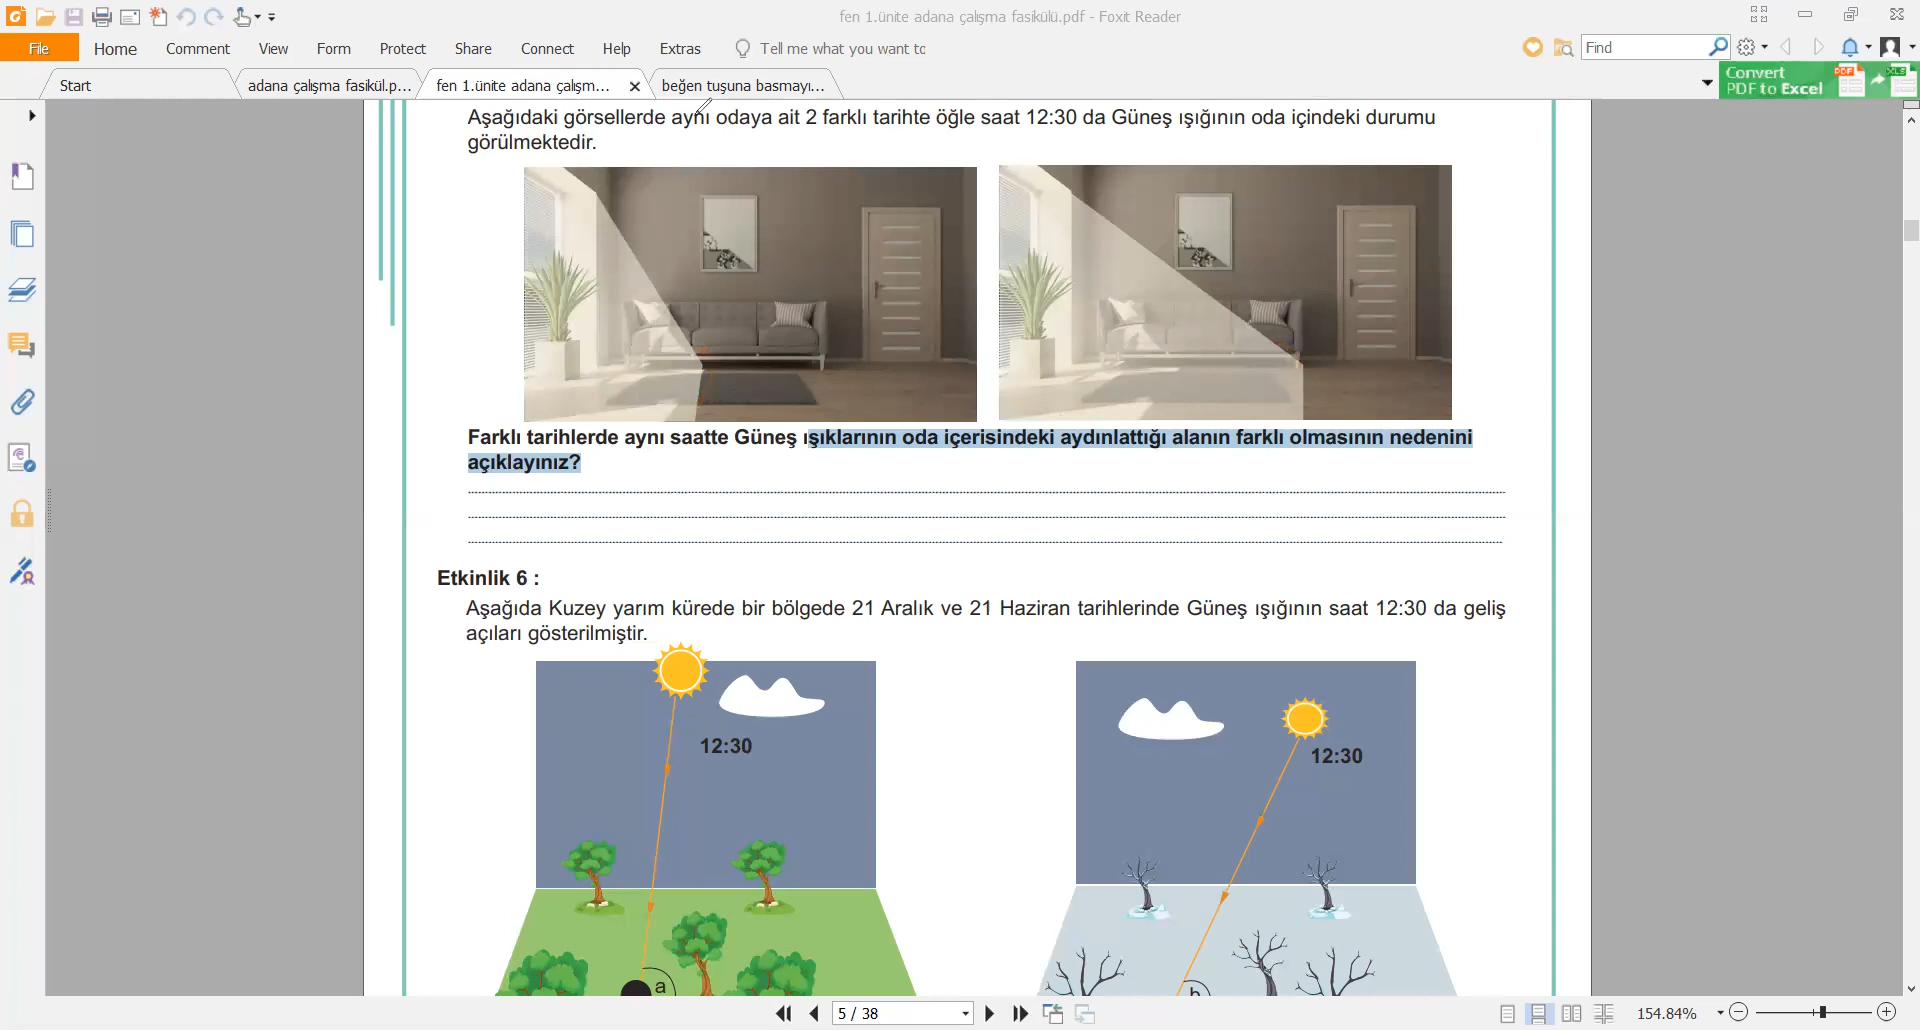 fen 1.ünite adana çalışma fasikülü.pdf - Foxit Reader
File Home Comment View Form Protect Share Connect Help Extras Tell me what you want to Find
Start adana çalışma fasikül.p... fen 1.ünite adana çalışm... beğen tuşuna basmayı...
Convert
PDF to Excel
PDF XLS
Aşağıdaki görsellerde aynı odaya ait 2 farklı tarihte öğle saat 12:30 da Güneş ışığının oda içindeki durumu
görülmektedir.
Farklı tarihlerde aynı saatte Güneş ışıklarının oda içerisindeki aydınlattığı alanın farklı olmasının nedenini
açıklayınız?
Etkinlik 6 :
Aşağıda Kuzey yarım kürede bir bölgede 21 Aralık ve 21 Haziran tarihlerinde Güneş ışığının saat 12:30 da geliş
açıları gösterilmiştir.
12:30
12:30
a
b
5 / 38
154.84%